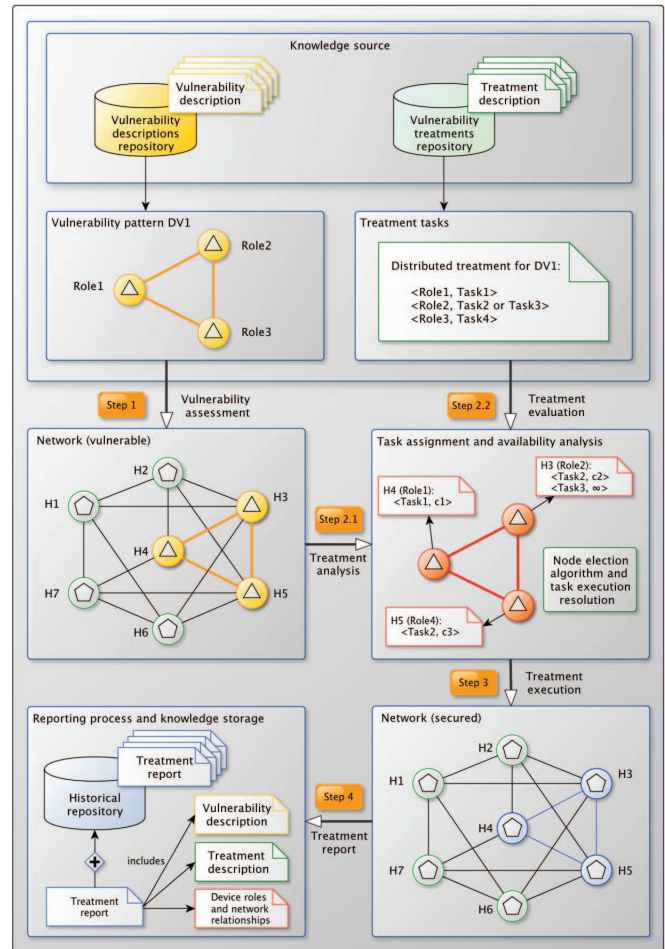 Knowledge source
Vulnerability
description
Vulnerability
descriptions
repository
Treatment
description
Vulnerability
treatments
repository
Vulnerability pattern DV1
Role2
Role1
Role3
Treatment tasks
Distributed treatment for DV1:
<Role1, Task1>
<Role2, Task2 or Task3>
<Role3, Task4>
Step 1
Vulnerability
assessment
Step 2.2
Treatment
evaluation
Network (vulnerable)
H2
H1
H3
H4
H7
H5
H6
Step 2.1
Treatment
analysis
Task assignment and availability analysis
H3 (Role2):
<Task2, c2>
<Task3, ∞>
H4 (Role1):
<Task1, c1>
Node election
algorithm and
task execution
resolution
H5 (Role4):
<Task2, c3>
Step 3
Treatment
execution
Reporting process and knowledge storage
Treatment
report
Historical
repository
Vulnerability
description
includes
Treatment
description
Treatment
report
Device roles
and network
relationships
Step 4
Treatment
report
Network (secured)
H2
H1
H3
H4
H7
H5
H6